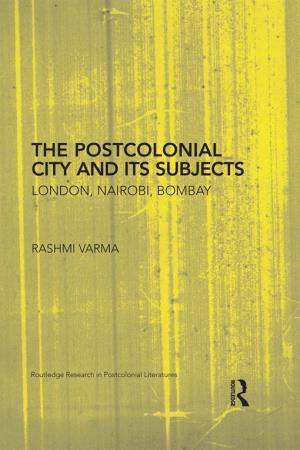 THE POSTCOLONIAL
CITY AND ITS SUBJECTS
LONDON, NAIROBI, BOMBAY
RASHMI VARMA
Routledge Research in Postcolonial Literatures
ROUTLEDGE